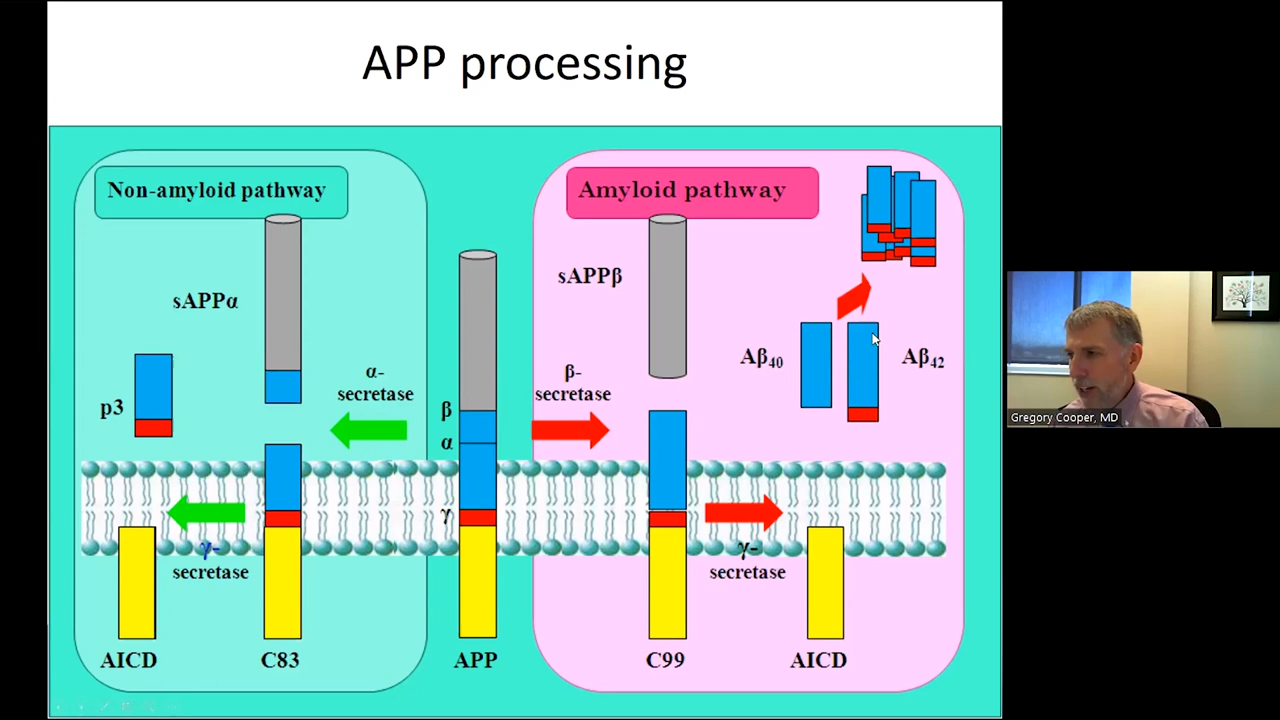 APP processing
Non-amyloid pathway
Amyloid pathway
sAPPα
sAPPβ
p3
α-
secretase
β
α
γ
β-
secretase
Aβ40
Aβ42
γ-
secretase
γ-
secretase
AICD
C83
APP
C99
AICD
Gregory Cooper, MD